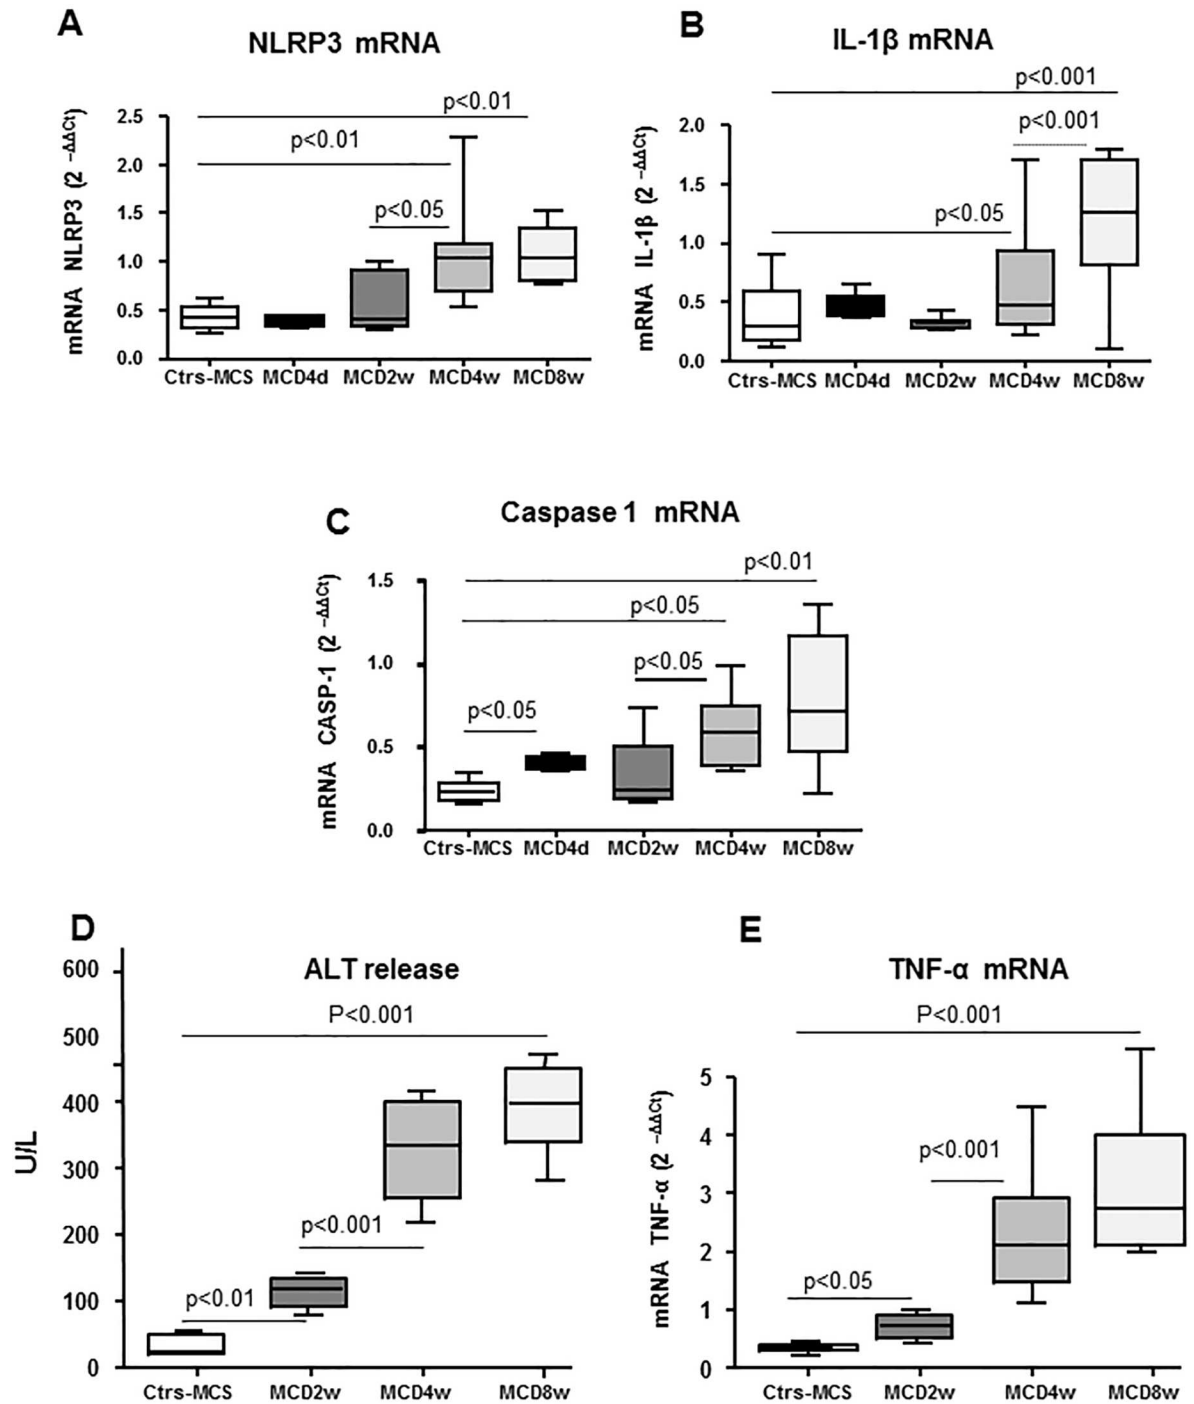 A
NLRP3 mRNA
mRNA NLRP3 (2 −ΔΔCt)
p<0.01
p<0.01
p<0.05
2.5
2.0
1.5
1.0
0.5
0.0
Ctrs-MCS MCD4d MCD2w MCD4w MCD8w
B
IL-1β mRNA
mRNA IL-1β (2 −ΔΔCt)
p<0.001
p<0.001
p<0.05
2.0
1.5
1.0
0.5
0.0
Ctrs-MCS MCD4d MCD2w MCD4w MCD8w
C
Caspase 1 mRNA
mRNA CASP-1 (2 −ΔΔCt)
p<0.01
p<0.05
p<0.05
p<0.05
1.5
1.0
0.5
0.0
Ctrs-MCS MCD4d MCD2w MCD4w MCD8w
D
ALT release
U/L
P<0.001
p<0.001
p<0.01
600
500
400
300
200
100
0
Ctrs-MCS MCD2w MCD4w MCD8w
E
TNF-α mRNA
mRNA TNF-α (2 −ΔΔCt)
P<0.001
p<0.001
p<0.05
5
4
3
2
1
0
Ctrs-MCS MCD2w MCD4w MCD8w